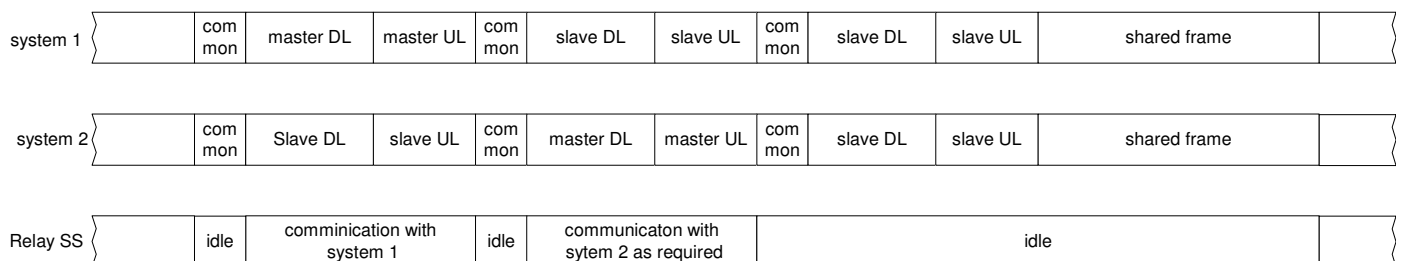 system 1
com
mon
master DL
master UL
com
mon
slave DL
slave UL
com
mon
slave DL
slave UL
shared frame
system 2
com
mon
Slave DL
slave UL
com
mon
master DL
master UL
com
mon
slave DL
slave UL
shared frame
Relay SS
idle
comminication with
system 1
idle
communicaton with
sytem 2 as required
idle